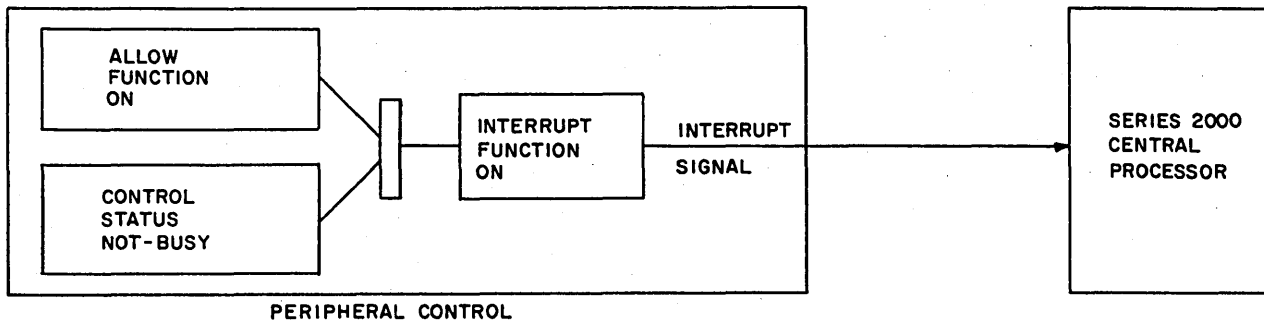 ALLOW
FUNCTION
ON
CONTROL
STATUS
NOT-BUSY
INTERRUPT
FUNCTION
ON
INTERRUPT
SIGNAL
SERIES 2000
CENTRAL
PROCESSOR
PERIPHERAL CONTROL